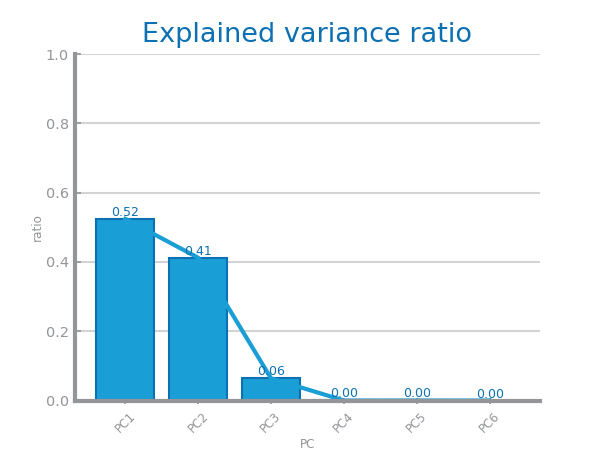 Explained variance ratio
1.0
0.8
0.6
0.4
0.2
0.0
ratio
0.52
0.41
0.06
0.00
0.00
0.00
PC1
PC2
PC3
PC4
PC5
PC6
PC